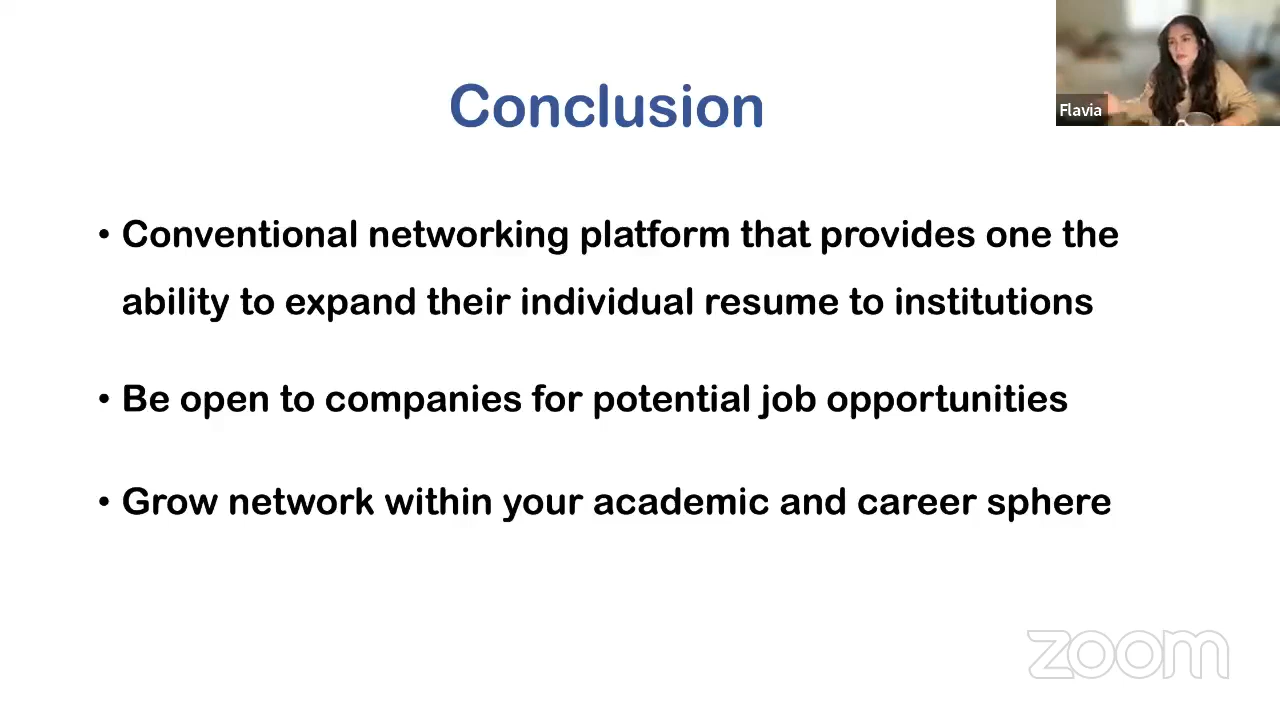 Conclusion
Flavia
• Conventional networking platform that provides one the
ability to expand their individual resume to institutions
• Be open to companies for potential job opportunities
• Grow network within your academic and career sphere
zoom